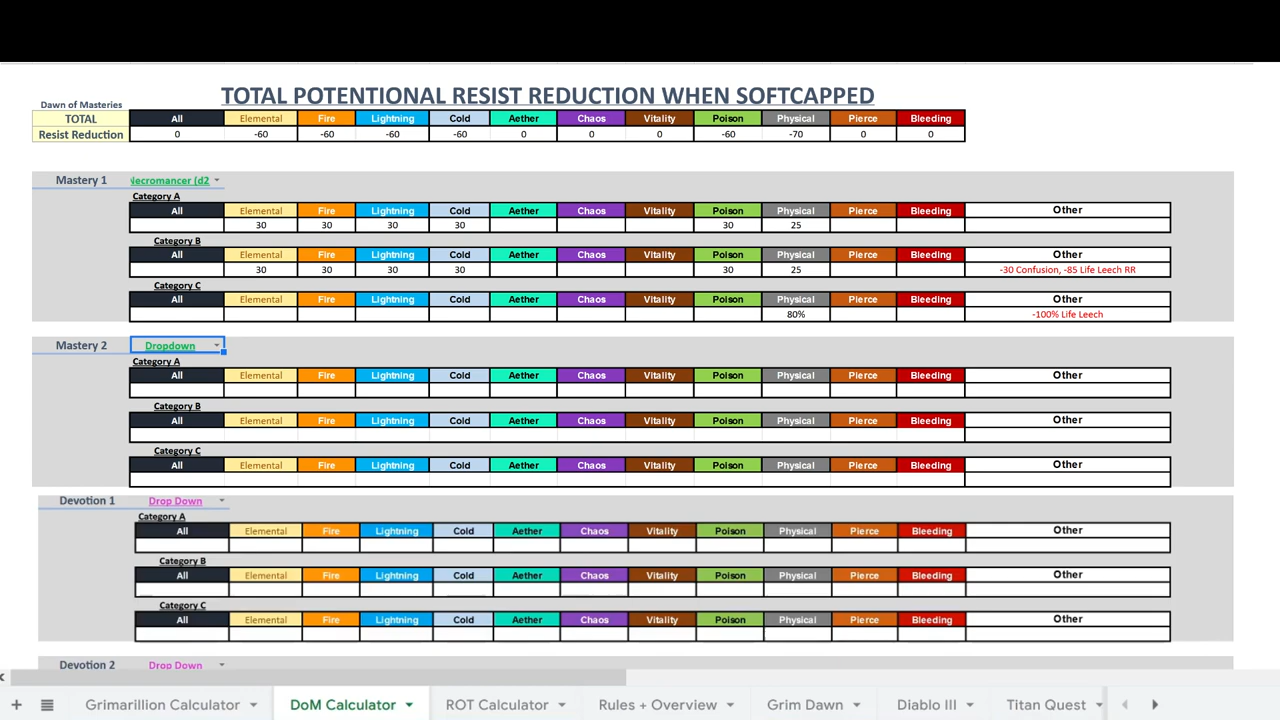 TOTAL POTENTIONAL RESIST REDUCTION WHEN SOFTCAPPED
Dawn of Masteries
TOTAL All Elemental Fire Lightning Cold Aether Chaos Vitality Poison Physical Pierce Bleeding
Resist Reduction 0 -60 -60 -60 -60 0 0 0 -60 -70 0 0
Mastery 1 Necromancer (d2
Category A
All Elemental Fire Lightning Cold Aether Chaos Vitality Poison Physical Pierce Bleeding Other
30 30 30 30 30 25
Category B
All Elemental Fire Lightning Cold Aether Chaos Vitality Poison Physical Pierce Bleeding Other
30 30 30 30 30 25 -30 Confusion, -85 Life Leech RR
Category C
All Elemental Fire Lightning Cold Aether Chaos Vitality Poison Physical Pierce Bleeding Other
80% -100% Life Leech
Mastery 2 Dropdown
Category A
All Elemental Fire Lightning Cold Aether Chaos Vitality Poison Physical Pierce Bleeding Other
Category B
All Elemental Fire Lightning Cold Aether Chaos Vitality Poison Physical Pierce Bleeding Other
Category C
All Elemental Fire Lightning Cold Aether Chaos Vitality Poison Physical Pierce Bleeding Other
Devotion 1 Drop Down
Category A
All Elemental Fire Lightning Cold Aether Chaos Vitality Poison Physical Pierce Bleeding Other
Category B
All Elemental Fire Lightning Cold Aether Chaos Vitality Poison Physical Pierce Bleeding Other
Category C
All Elemental Fire Lightning Cold Aether Chaos Vitality Poison Physical Pierce Bleeding Other
Devotion 2 Drop Down
Grimarillion Calculator DoM Calculator ROT Calculator Rules + Overview Grim Dawn Diablo III Titan Quest